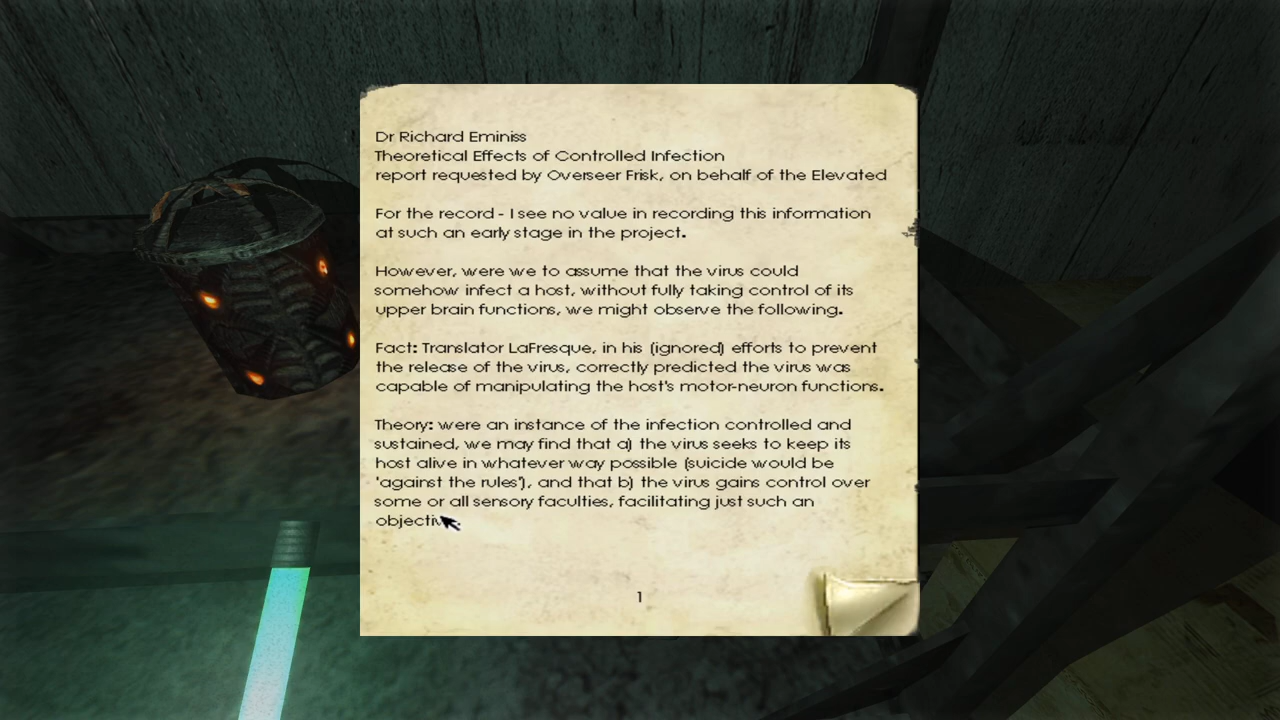 Dr Richard Eminiss
Theoretical Effects of Controlled Infection
report requested by Overseer Frisk, on behalf of the Elevated
For the record - I see no value in recording this information
at such an early stage in the project.
However, were we to assume that the virus could
somehow infect a host, without fully taking control of its
upper brain functions, we might observe the following.
Fact: Translator LaFresque, in his (ignored) efforts to prevent
the release of the virus, correctly predicted the virus was
capable of manipulating the host's motor-neuron functions.
Theory: were an instance of the infection controlled and
sustained, we may find that a) the virus seeks to keep its
host alive in whatever way possible (suicide would be
'against the rules'), and that b) the virus gains control over
some or all sensory faculties, facilitating just such an
objective.
1